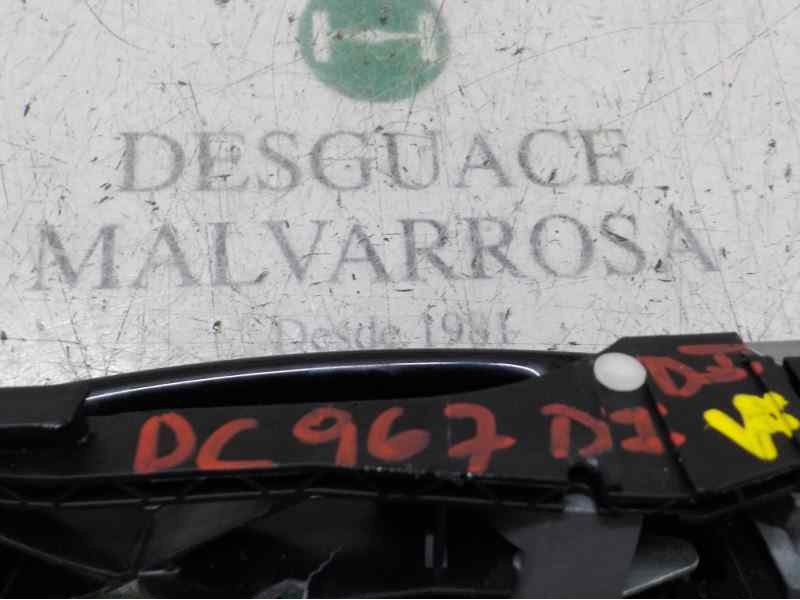 DESGUACE
MALVARROSA
Desde 1981
DC 967 DI
DI